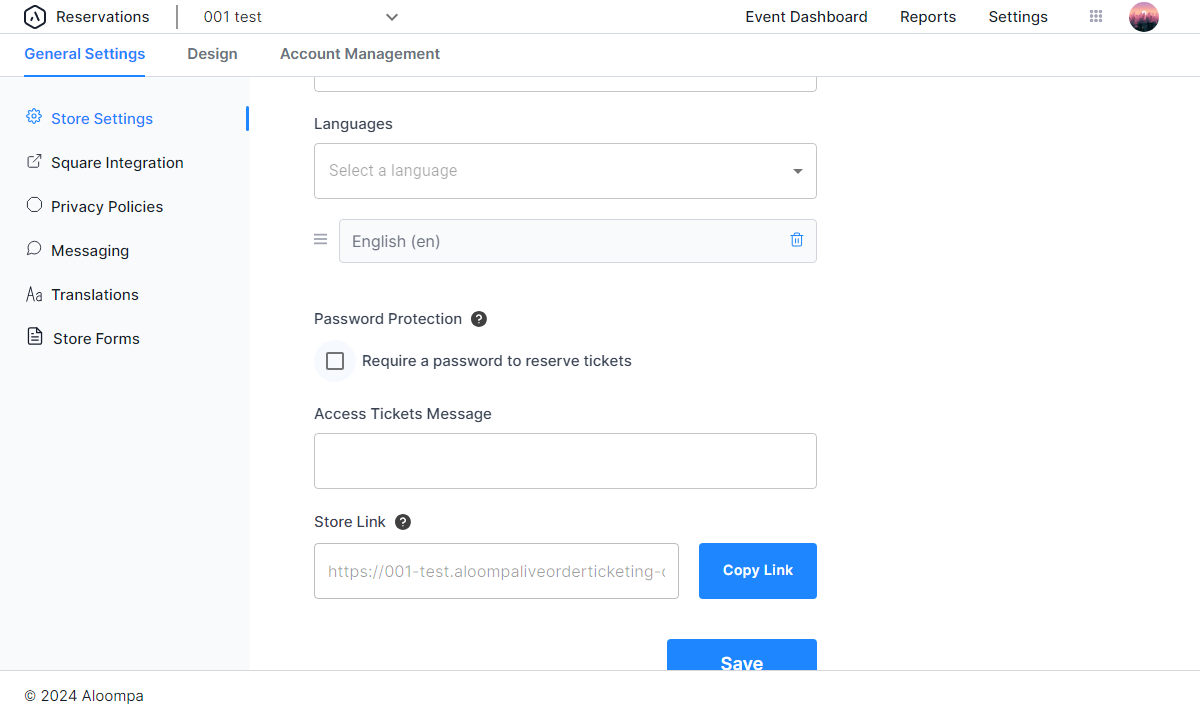 Reservations
001 test
Event Dashboard
Reports
Settings
General Settings
Design
Account Management
Store Settings
Square Integration
Privacy Policies
Messaging
Aa Translations
Store Forms
Languages
Select a language
English (en)
Password Protection ?
Require a password to reserve tickets
Access Tickets Message
Store Link ?
https://001-test.aloompaliveorderticketing-
Copy Link
Save
© 2024 Aloompa